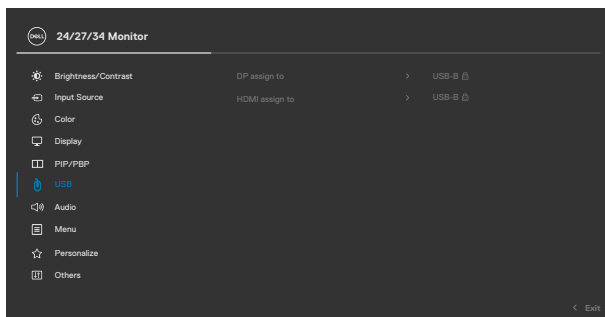 DELL 24/27/34 Monitor
Brightness/Contrast DP assign to > USB-B
Input Source HDMI assign to > USB-B
Color
Display
PIP/PBP
USB
Audio
Menu
Personalize
Others
< Exit